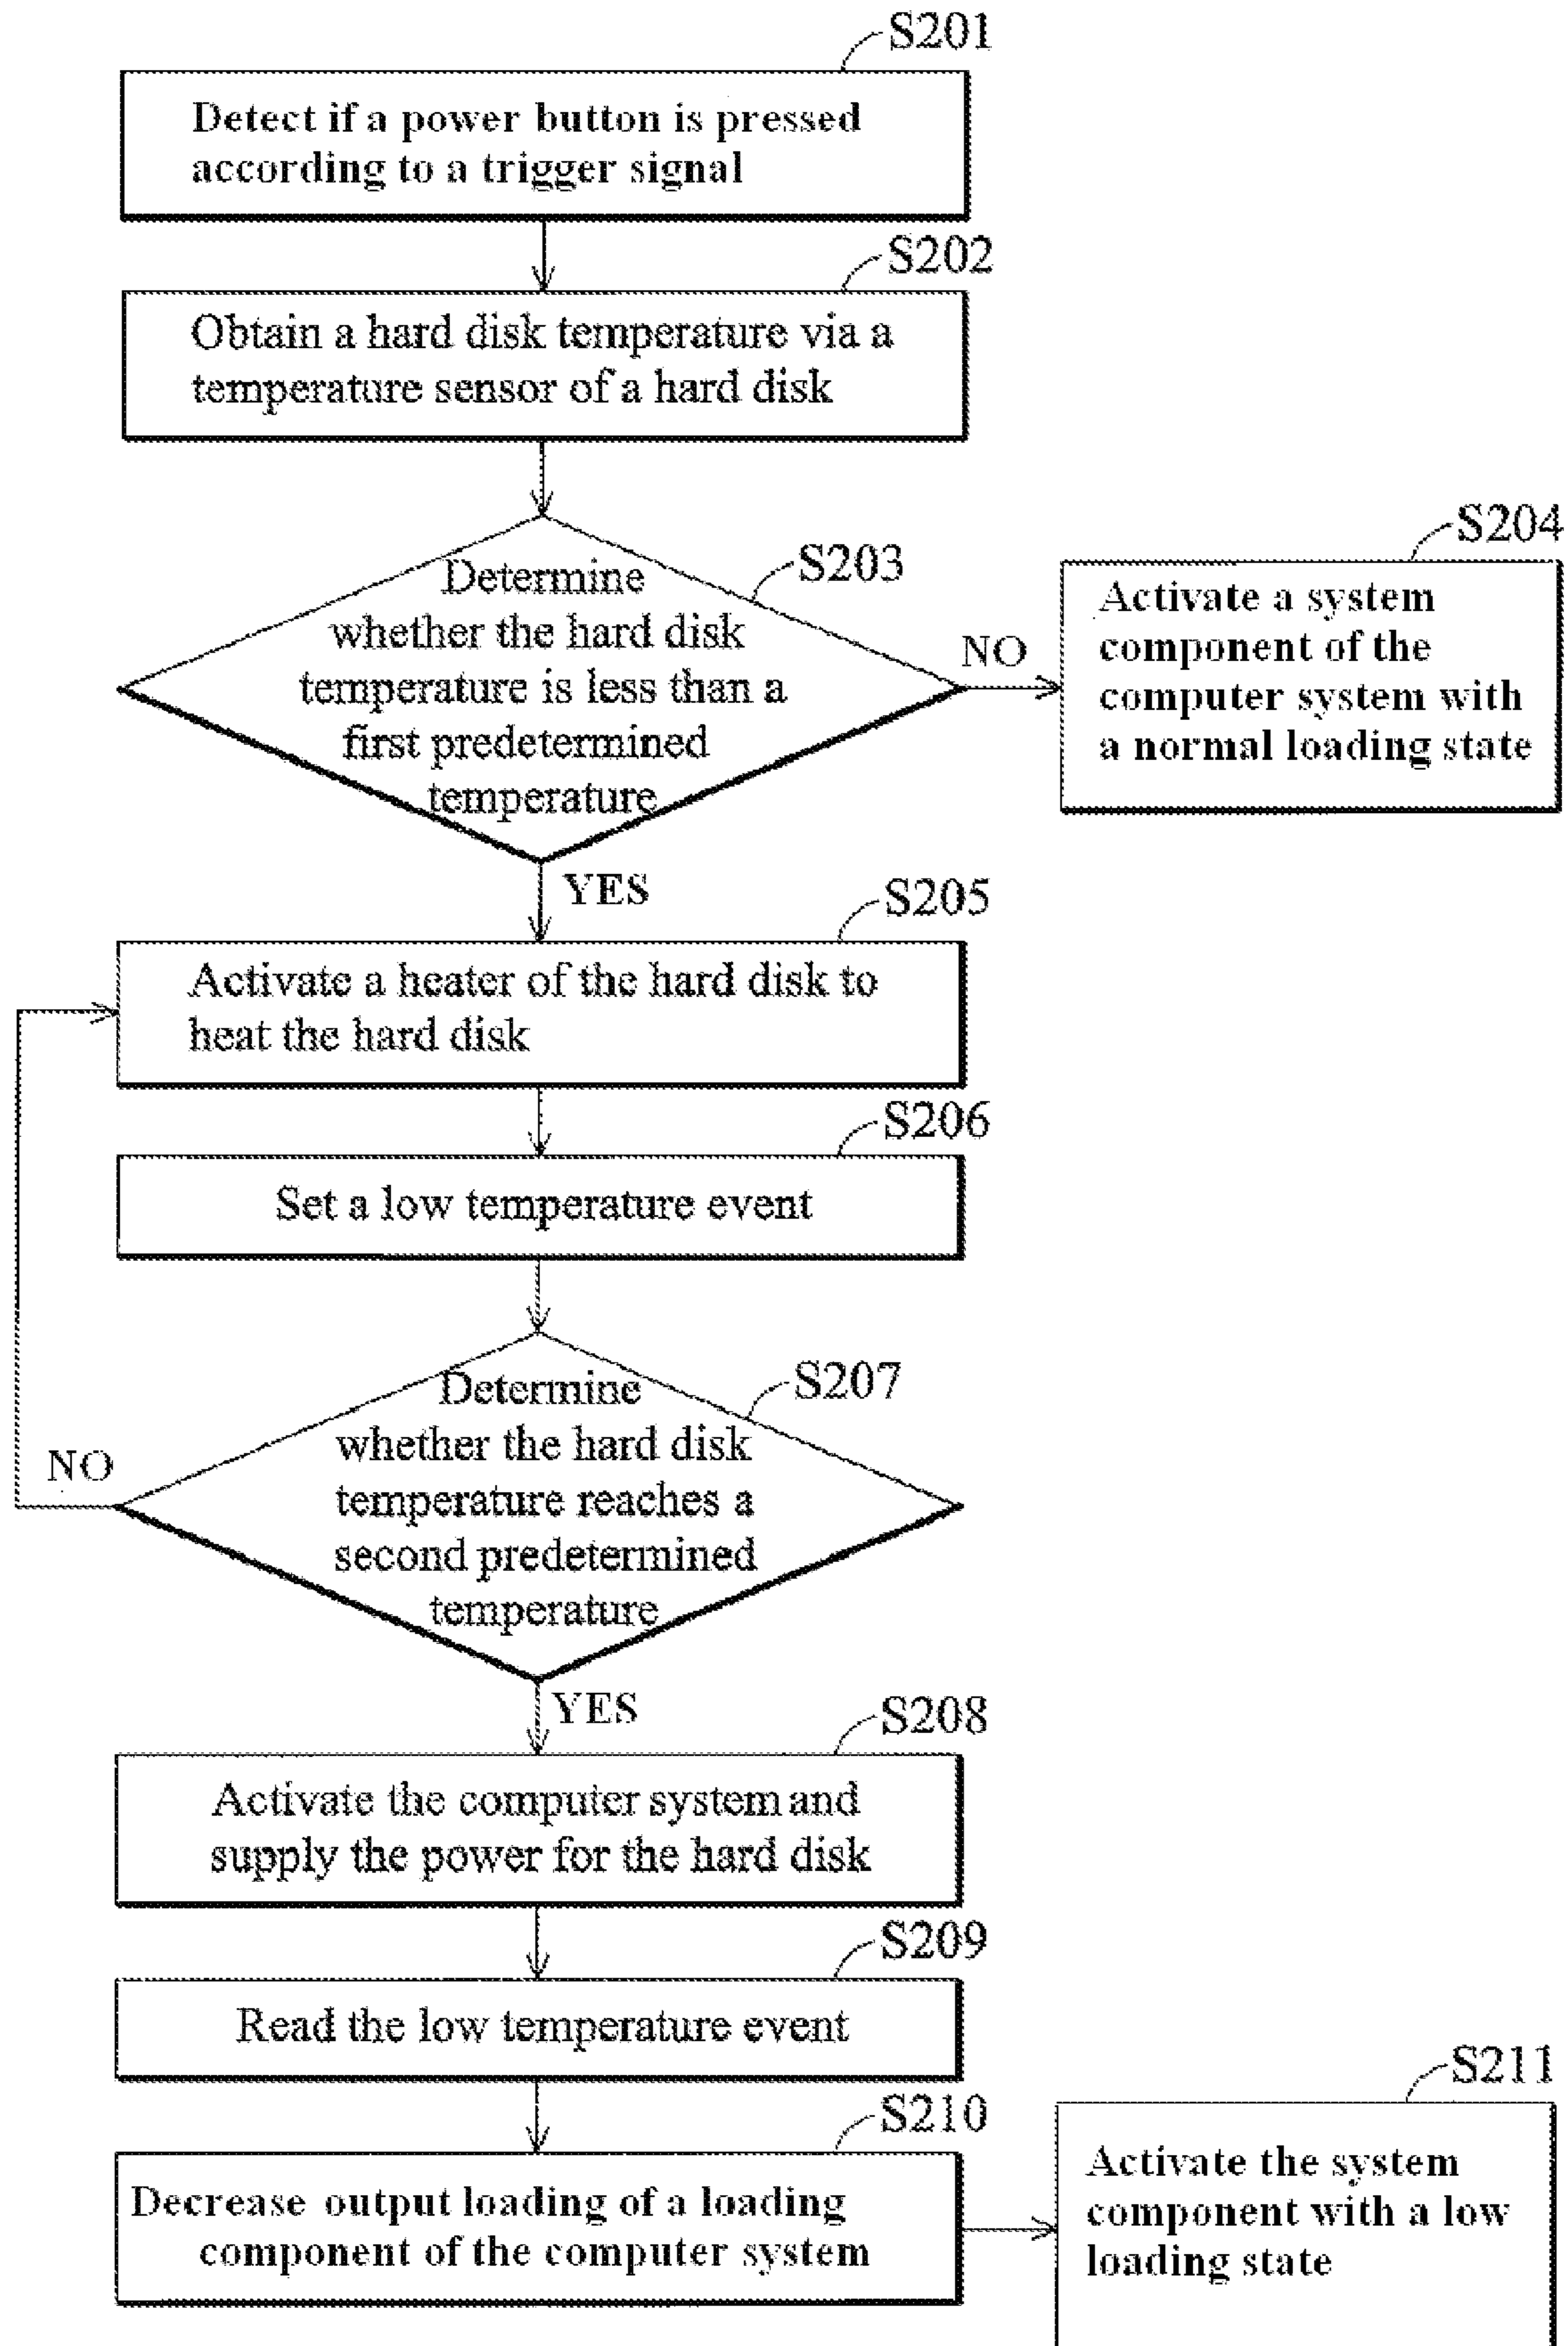 S201
Detect if a power button is pressed
according to a trigger signal
S202
Obtain a hard disk temperature via a
temperature sensor of a hard disk
S203
Determine
whether the hard disk
temperature is less than a
first predetermined
temperature
NO
S204
Activate a system
component of the
computer system with
a normal loading state
YES
S205
Activate a heater of the hard disk to
heat the hard disk
S206
Set a low temperature event
S207
Determine
whether the hard disk
temperature reaches a
second predetermined
temperature
NO
YES
S208
Activate the computer system and
supply the power for the hard disk
S209
Read the low temperature event
S210
Decrease output loading of a loading
component of the computer system
S211
Activate the system
component with a low
loading state